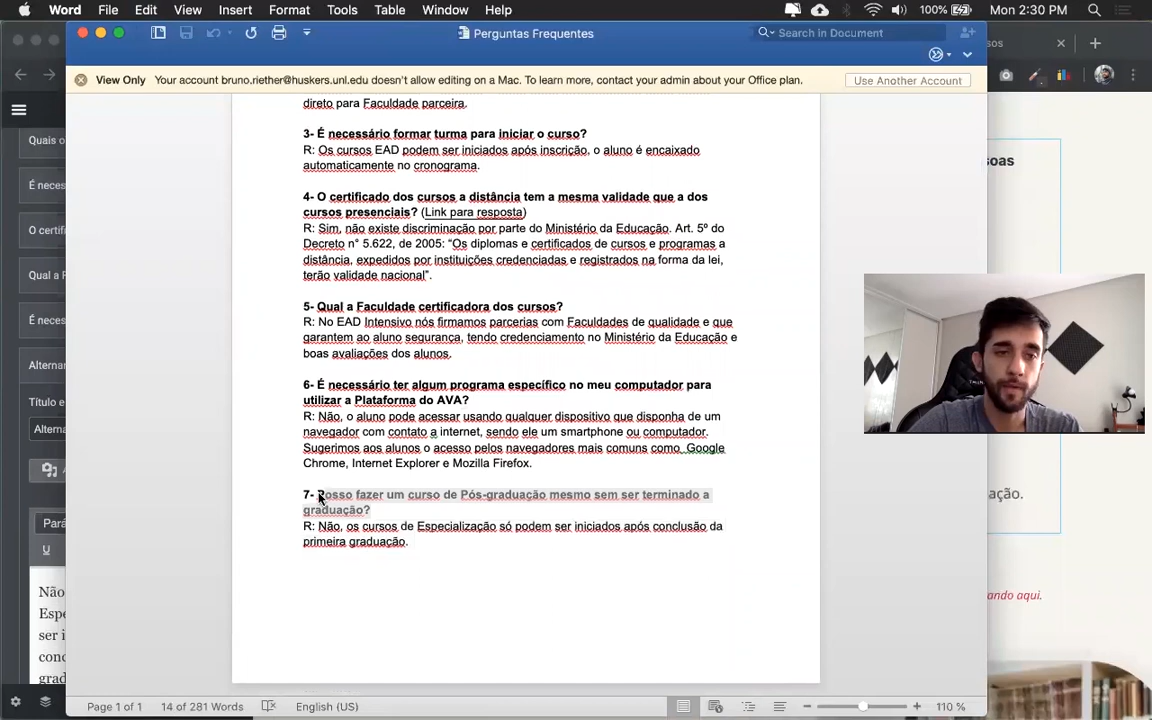 Word File Edit View Insert Format Tools Table Window Help
100% Mon 2:30 PM
Perguntas Frequentes
Search in Document
View Only Your account bruno.riether@huskers.unl.edu doesn't allow editing on a Mac. To learn more, contact your admin about your Office plan.
Use Another Account
direto para Faculdade parceira.
3- É necessário formar turma para iniciar o curso?
R: Os cursos EAD podem ser iniciados após inscrição, o aluno é encaixado
automaticamente no cronograma.
4- O certificado dos cursos a distância tem a mesma validade que a dos
cursos presenciais? (Link para resposta)
R: Sim, não existe discriminação por parte do Ministério da Educação. Art. 5º do
Decreto n° 5.622, de 2005: “Os diplomas e certificados de cursos e programas a
distância, expedidos por instituições credenciadas e registrados na forma da lei,
terão validade nacional”.
5- Qual a Faculdade certificadora dos cursos?
R: No EAD Intensivo nós firmamos parcerias com Faculdades de qualidade e que
garantem ao aluno segurança, tendo credenciamento no Ministério da Educação e
boas avaliações dos alunos.
6- É necessário ter algum programa específico no meu computador para
utilizar a Plataforma do AVA?
R: Não, o aluno pode acessar usando qualquer dispositivo que disponha de um
navegador com contato a internet, sendo ele um smartphone ou computador.
Sugerimos aos alunos o acesso pelos navegadores mais comuns como Google
Chrome, Internet Explorer e Mozilla Firefox.
7- Posso fazer um curso de Pós-graduação mesmo sem ser terminado a
graduação?
R: Não, os cursos de Especialização só podem ser iniciados após conclusão da
primeira graduação.
Page 1 of 1 14 of 281 Words English (US) 110 %
Quais o
É neces
O certif
Qual a F
É neces
Alternar
Título e
Alterna
A
Pará
U
Não
Espe
ser i
conc
grad
sos
soas
ação.
ando aqui.